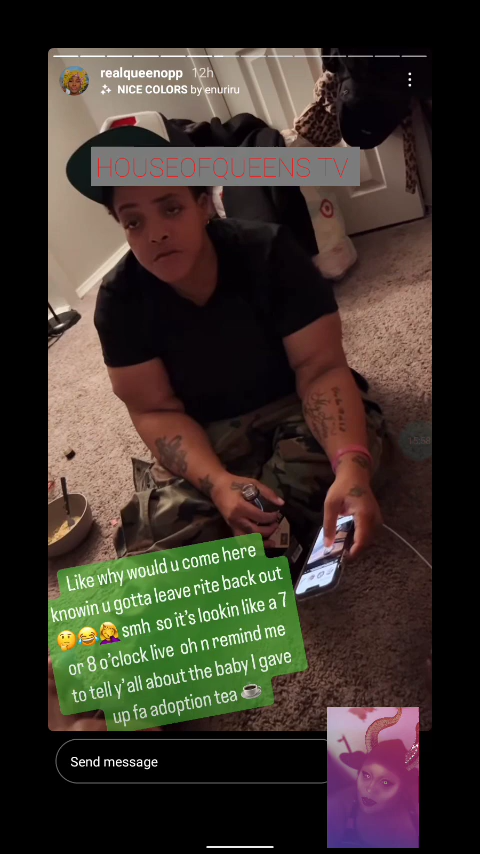 realqueenopp 12h
NICE COLORS by enuriru
HOUSEOFQUEENS TV
Like why would u come here
knowin u gotta leave rite back out
🤔😂🤦‍♀️ smh so it's lookin like a 7
or 8 o'clock live oh n remind me
to tell y'all about the baby I gave
up fa adoption tea ☕
Send message